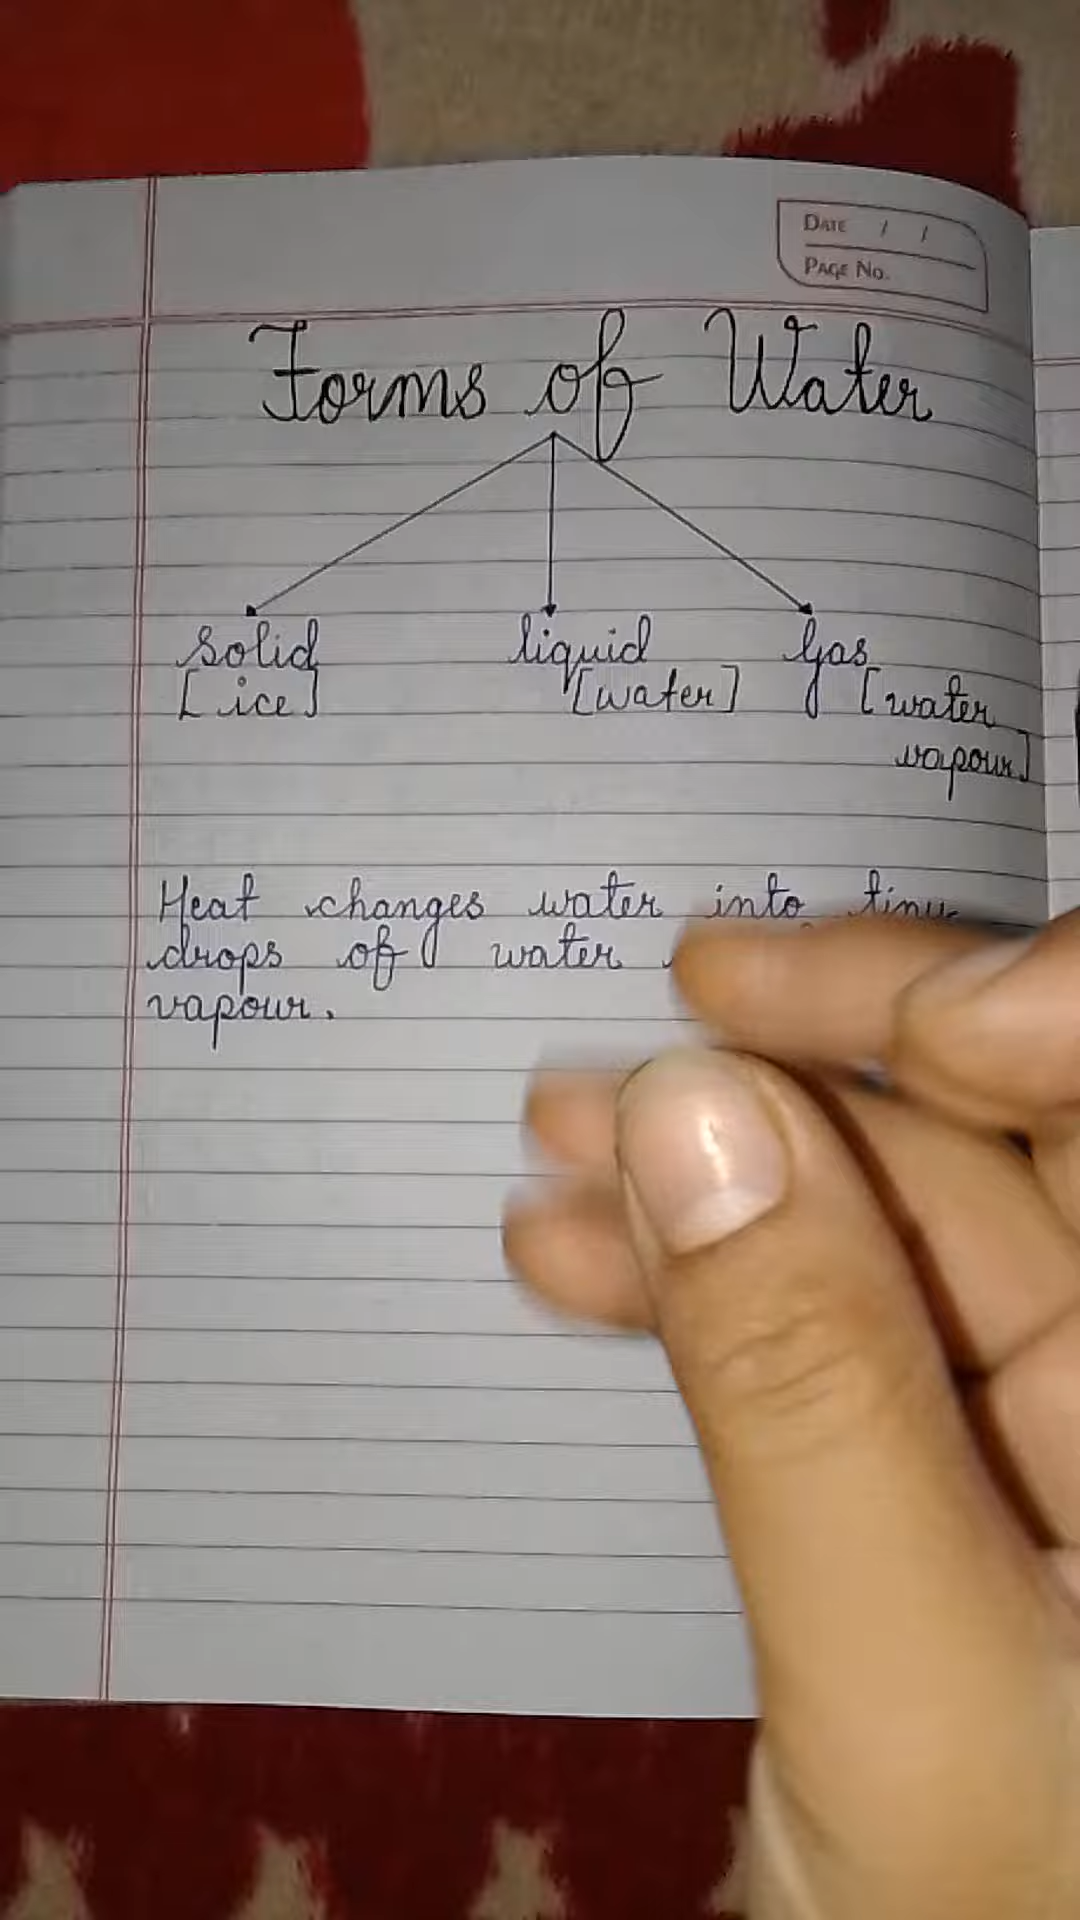 DATE / /
PAGE NO.
Forms of Water
solid liquid gas
[ice] [water] [water
vapour]
Heat changes water into tiny
drops of water
vapour.